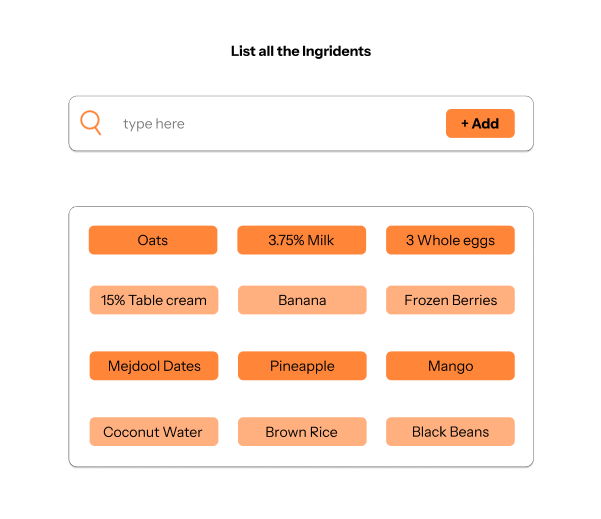 List all the Ingridents
type here
+ Add
Oats
3.75% Milk
3 Whole eggs
15% Table cream
Banana
Frozen Berries
Mejdool Dates
Pineapple
Mango
Coconut Water
Brown Rice
Black Beans